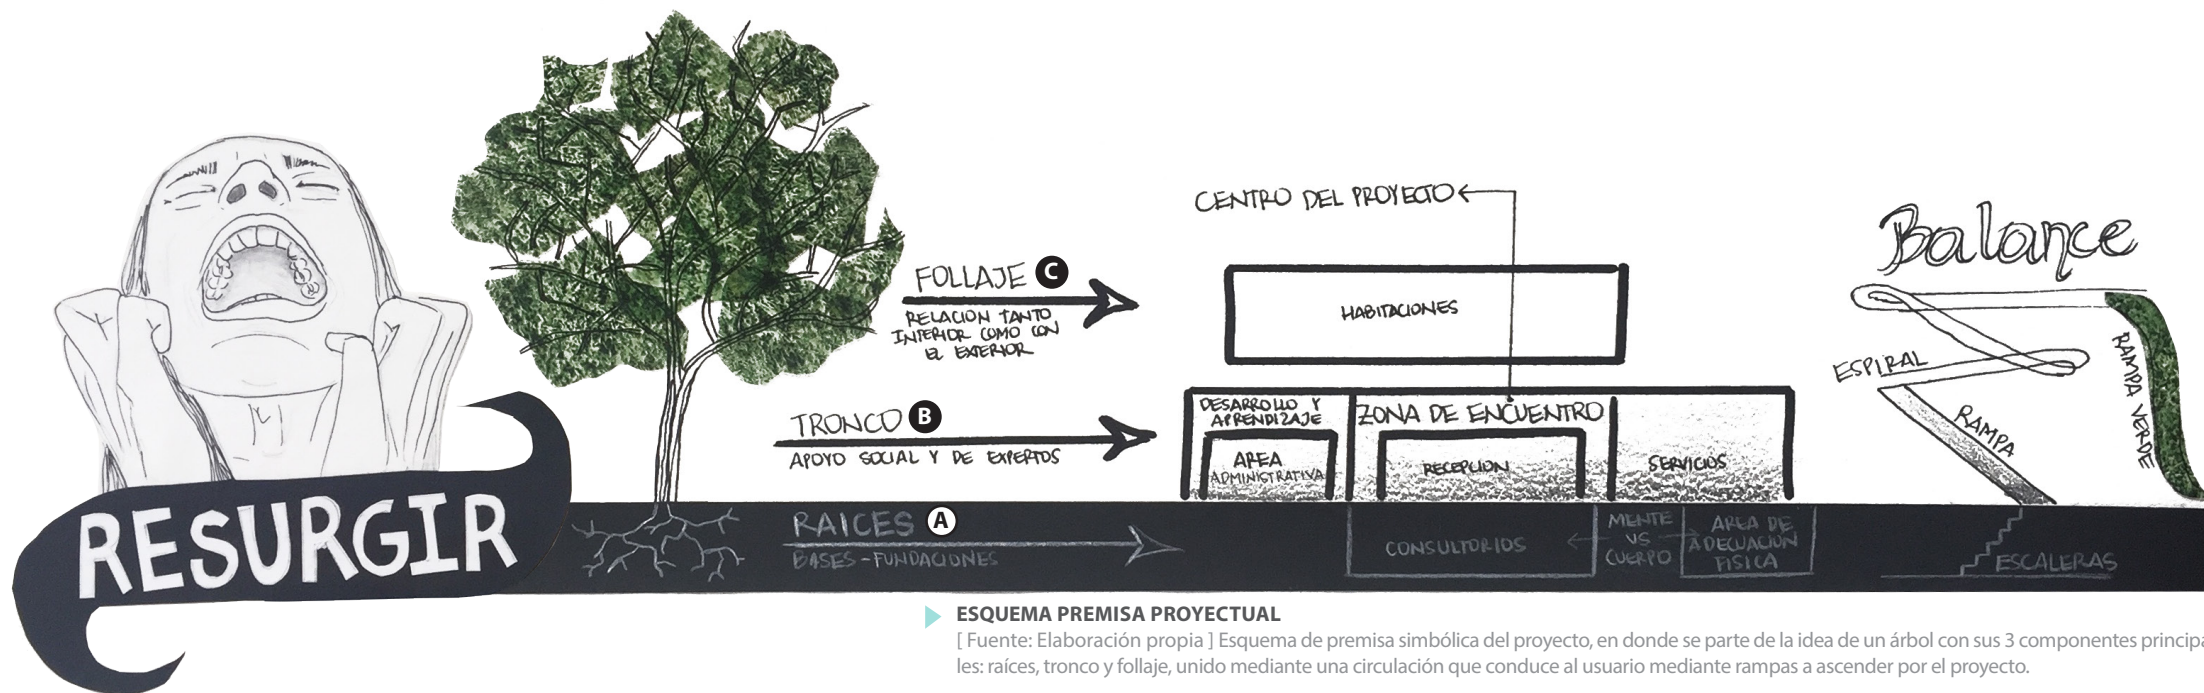 RESURGIR
FOLLAJE C
RELACION TANTO
INTERIOR COMO CON
EL EXTERIOR
TRONCO B
APOYO SOCIAL Y DE EXPERTOS
RAICES A
BASES - FUNDACIONES
CENTRO DEL PROYECTO
HABITACIONES
DESARROLLO Y
APRENDIZAJE
AREA
ADMINISTRATIVA
ZONA DE ENCUENTRO
RECEPCION
SERVICIOS
CONSULTORIOS
MENTE
VS
CUERPO
AREA DE
ADECUACION
FISICA
Balance
ESPIRAL
RAMPA
RAMPA VERDE
ESCALERAS
ESQUEMA PREMISA PROYECTUAL
[ Fuente: Elaboración propia ] Esquema de premisa simbólica del proyecto, en donde se parte de la idea de un árbol con sus 3 componentes principa
les: raíces, tronco y follaje, unido mediante una circulación que conduce al usuario mediante rampas a ascender por el proyecto.